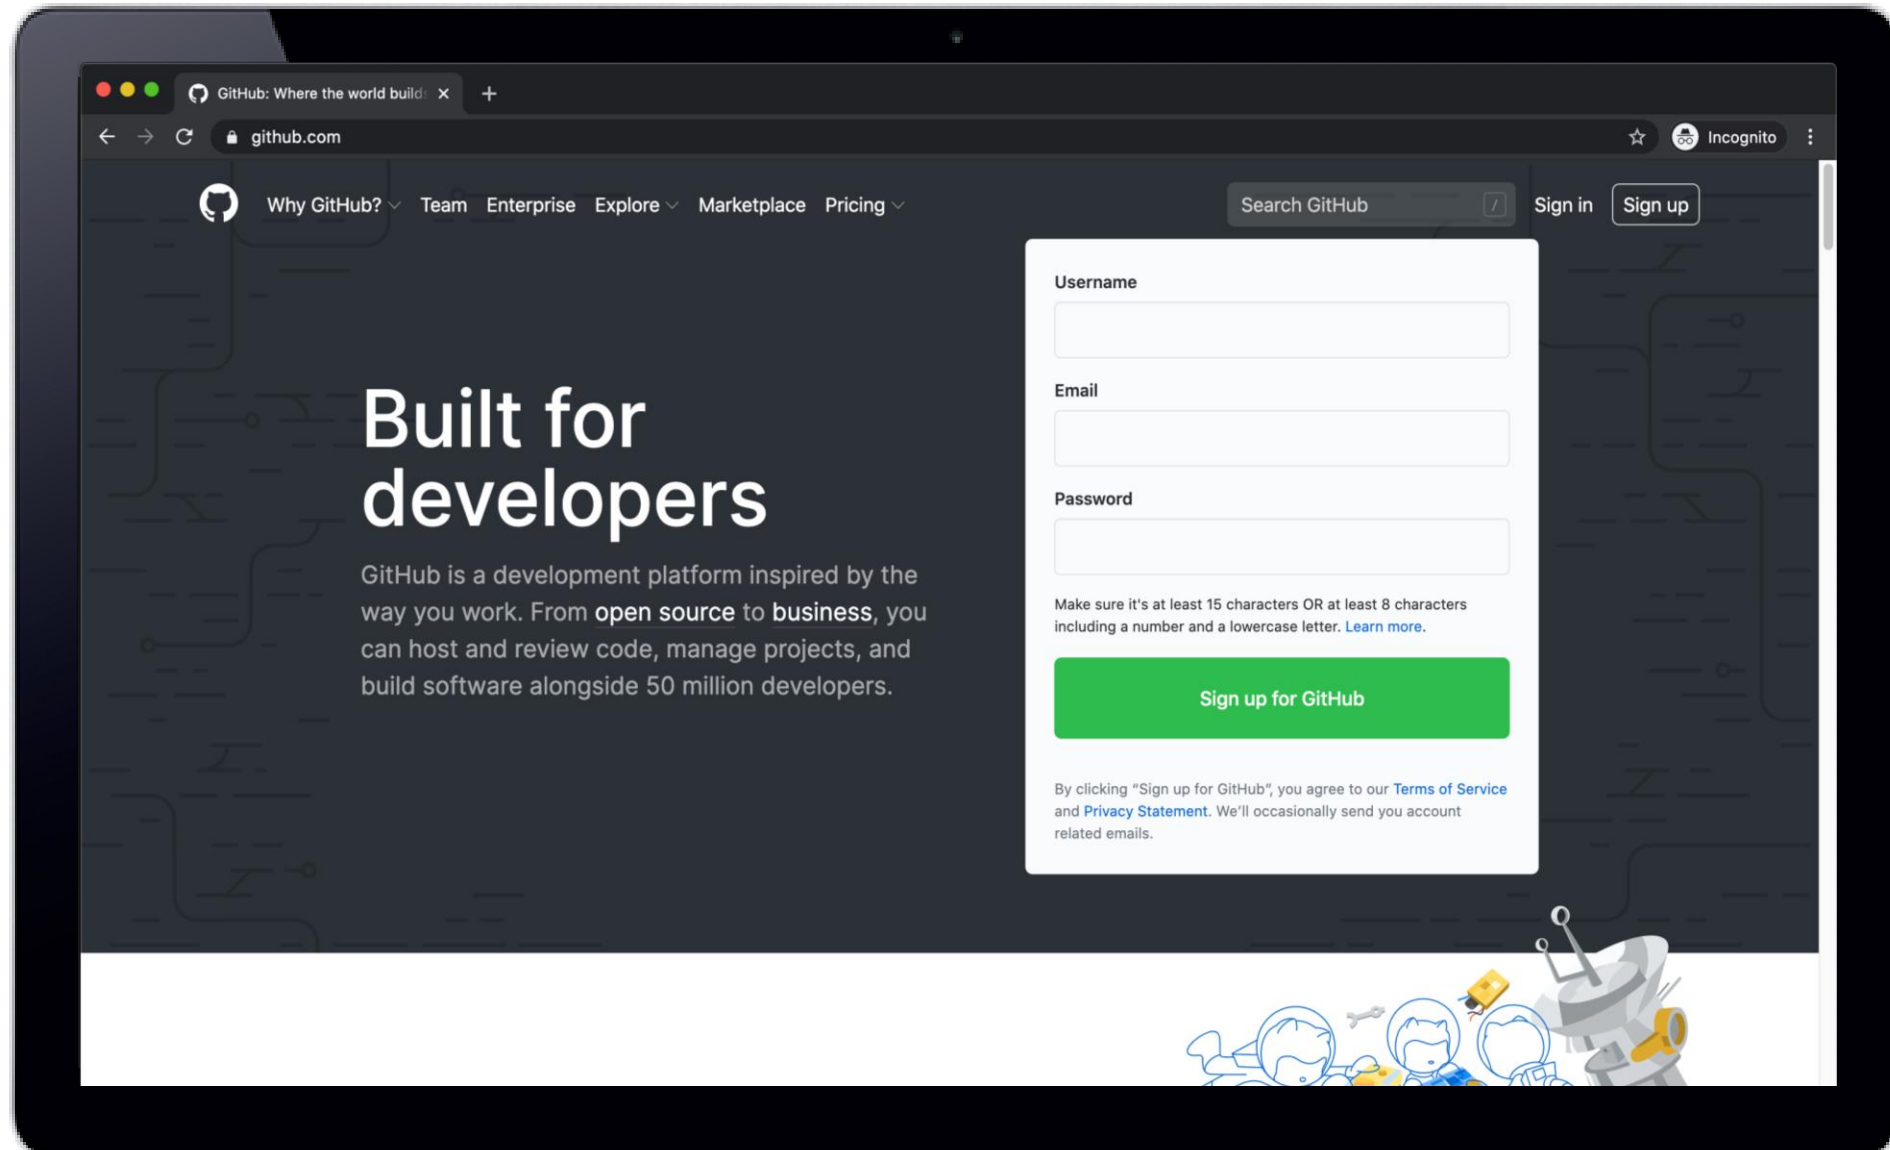 GitHub: Where the world builds
github.com
Incognito
Why GitHub? Team Enterprise Explore Marketplace Pricing
Search GitHub / Sign in Sign up
Built for
developers
GitHub is a development platform inspired by the
way you work. From open source to business, you
can host and review code, manage projects, and
build software alongside 50 million developers.
Username
Email
Password
Make sure it's at least 15 characters OR at least 8 characters
including a number and a lowercase letter. Learn more.
Sign up for GitHub
By clicking “Sign up for GitHub”, you agree to our Terms of Service
and Privacy Statement. We'll occasionally send you account
related emails.